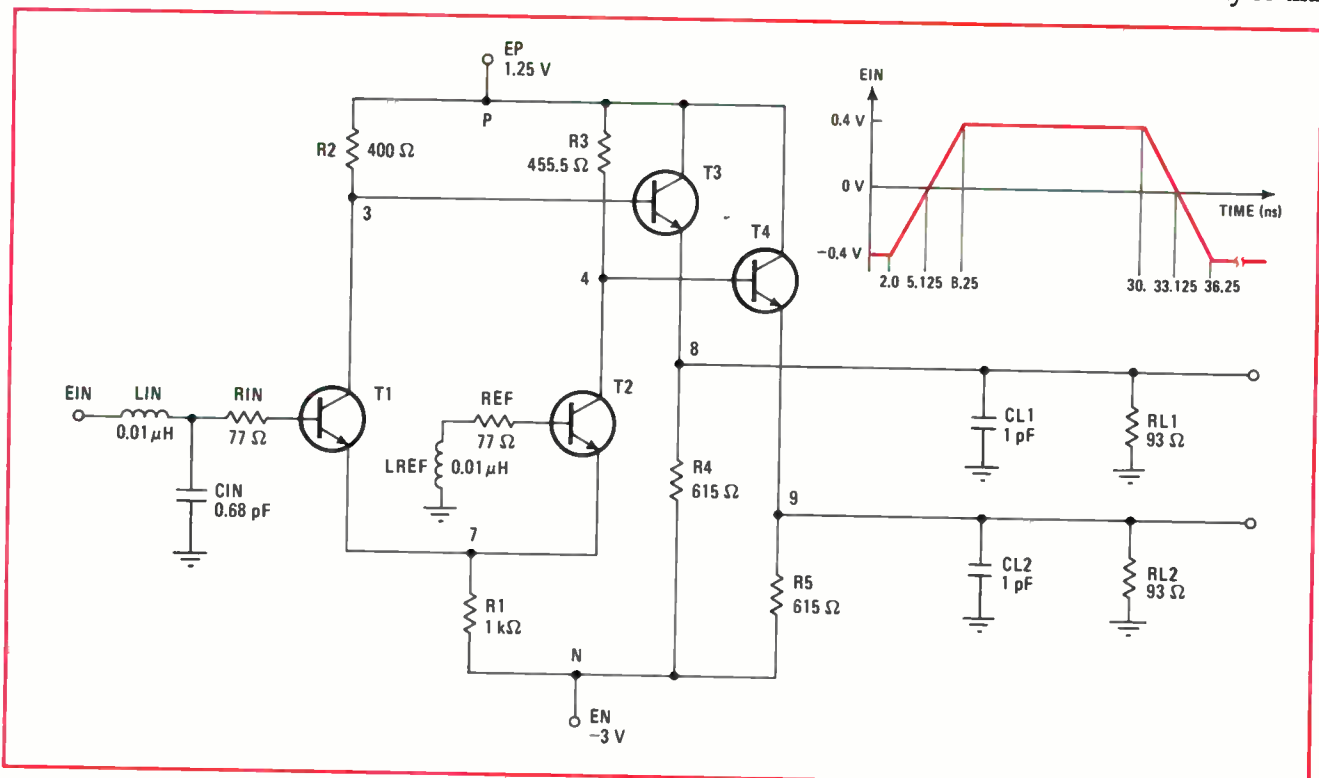 EP
1.25 V
P
R2
400 Ω
R3
455.5 Ω
T3
3
T4
4
EIN
0.4 V
0 V
−0.4 V
TIME (ns)
2.0 5.125 8.25
30. 33.125 36.25
8
EIN
LIN
0.01 μH
RIN
77 Ω
T1
CIN
0.68 pF
REF
77 Ω
LREF
0.01 μH
T2
R4
615 Ω
CL1
1 pF
RL1
93 Ω
9
7
R1
1 kΩ
R5
615 Ω
CL2
1 pF
RL2
93 Ω
N
EN
−3 V